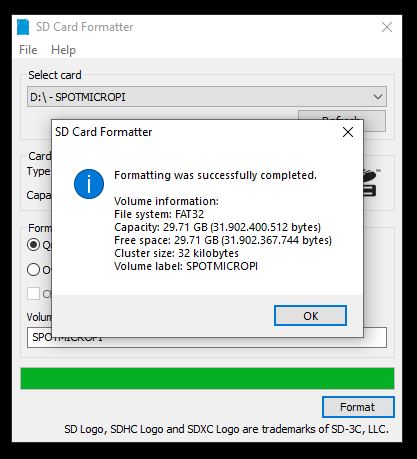 SD Card Formatter
File Help
Select card
D:\ - SPOTMICROPI
SD Card Formatter
Card
Type
Capa
Formatting was successfully completed.
Volume information:
File system: FAT32
Capacity: 29.71 GB (31.902.400.512 bytes)
Free space: 29.71 GB (31.902.367.744 bytes)
Cluster size: 32 kilobytes
Volume label: SPOTMICROPI
OK
Form
Volu
SPOTMICROPI
Format
SD Logo, SDHC Logo and SDXC Logo are trademarks of SD-3C, LLC.